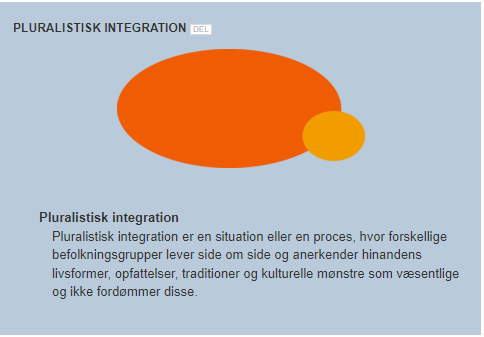 PLURALISTISK INTEGRATION DEL
Pluralistisk integration
Pluralistisk integration er en situation eller en proces, hvor forskellige
befolkningsgrupper lever side om side og anerkender hinandens
livsformer, opfattelser, traditioner og kulturelle mønstre som væsentlige
og ikke fordømmer disse.